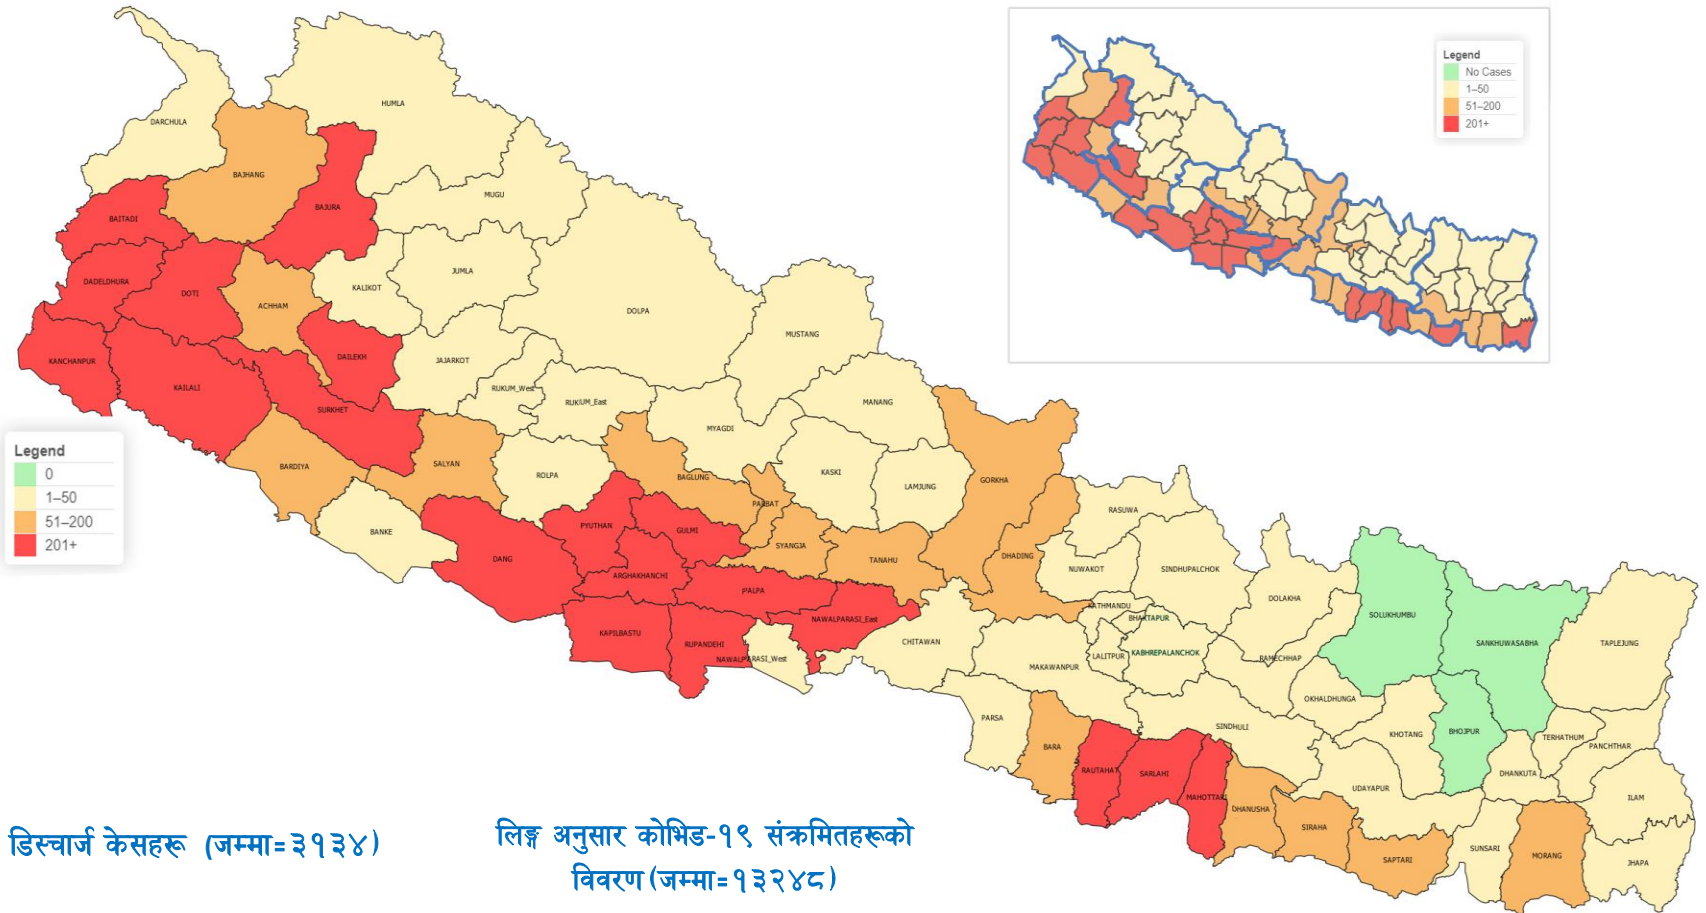 Legend
No Cases
1–50
51–200
201+
HUMLA
DARCHULA
BAJHANG
MUGU
BAJURA
BAITADI
JUMLA
DADELDHURA
KALIKOT
DOTI
ACHHAM
DOLPA
MUSTANG
DAILEKH
KANCHANPUR
JAJARKOT
KAILALI
RUKUM_West
RUKUM_East
MANANG
SURKHET
MYAGDI
Legend
0
1–50
51–200
201+
BARDIYA
SALYAN
ROLPA
BAGLUNG
KASKI
LAMJUNG
GORKHA
PARBAT
RASUWA
BANKE
PYUTHAN
GULMI
SYANGJA
DANG
TANAHU
DHADING
NUWAKOT
SINDHUPALCHOK
ARGHAKHANCHI
PALPA
DOLAKHA
KATHMANDU
SOLUKHUMBU
NAWALPARASI_East
BHAKTAPUR
KAPILBASTU
RUPANDEHI
CHITAWAN
SANKHUWASABHA
TAPLEJUNG
NAWALPARASI_West
LALITPUR
KABHREPALANCHOK
RAMECHHAP
MAKAWANPUR
OKHALDHUNGA
PARSA
SINDHULI
KHOTANG
BHOJPUR
TERHATHUM
PANCHTHAR
BARA
RAUTAHAT
SARLAHI
DHANKUTA
UDAYAPUR
MAHOTTARI
ILAM
DHANUSHA
SIRAHA
SUNSARI
SAPTARI
MORANG
JHAPA
डिस्चार्ज केसहरू (जम्मा=३१३४)
लिङ्ग अनुसार कोभिड-१९ संक्रमितहरूको
विवरण (जम्मा=१३२४८)